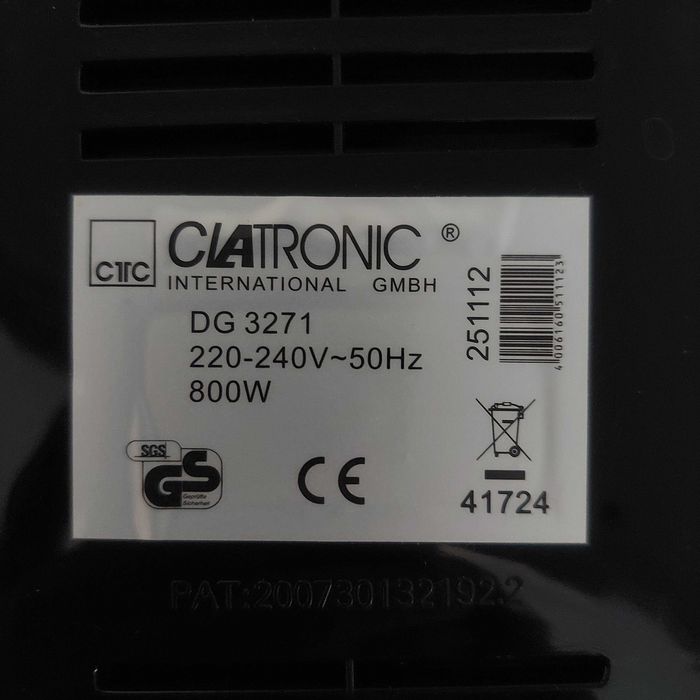 CTC
CLATRONIC ®
INTERNATIONAL GMBH
DG 3271
220-240V~50Hz
800W
251112
4006160511123
SGS
GS
Geprüfte
Sicherheit
CE
41724
PAT:200730132192.2